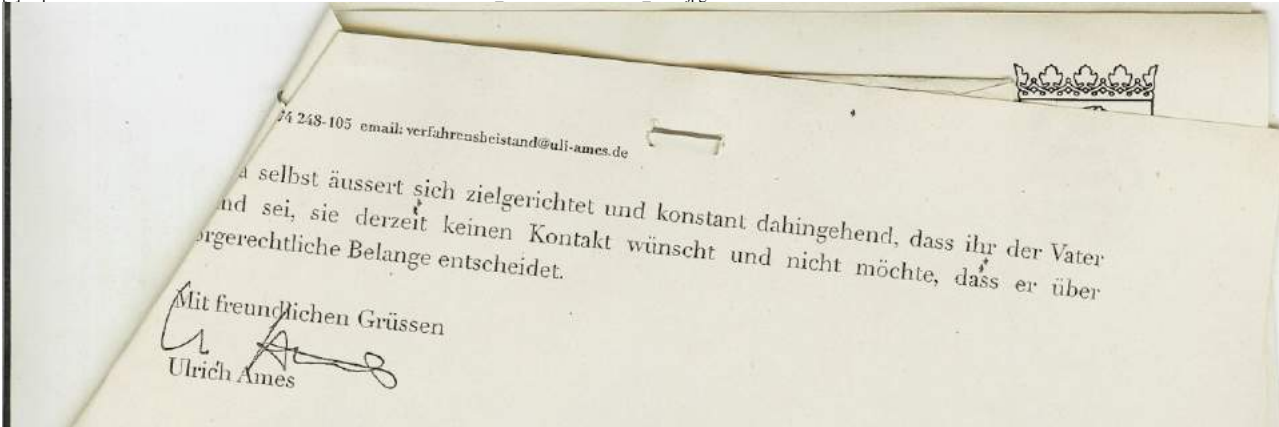 74 248-105 email: verfahrensbeistand@uli-ames.de
a selbst äussert sich zielgerichtet und konstant dahingehend, dass ihr der Vater
nd sei, sie derzeit keinen Kontakt wünscht und nicht möchte, dass er über
orgerechtliche Belange entscheidet.
Mit freundlichen Grüssen
Ulrich Ames